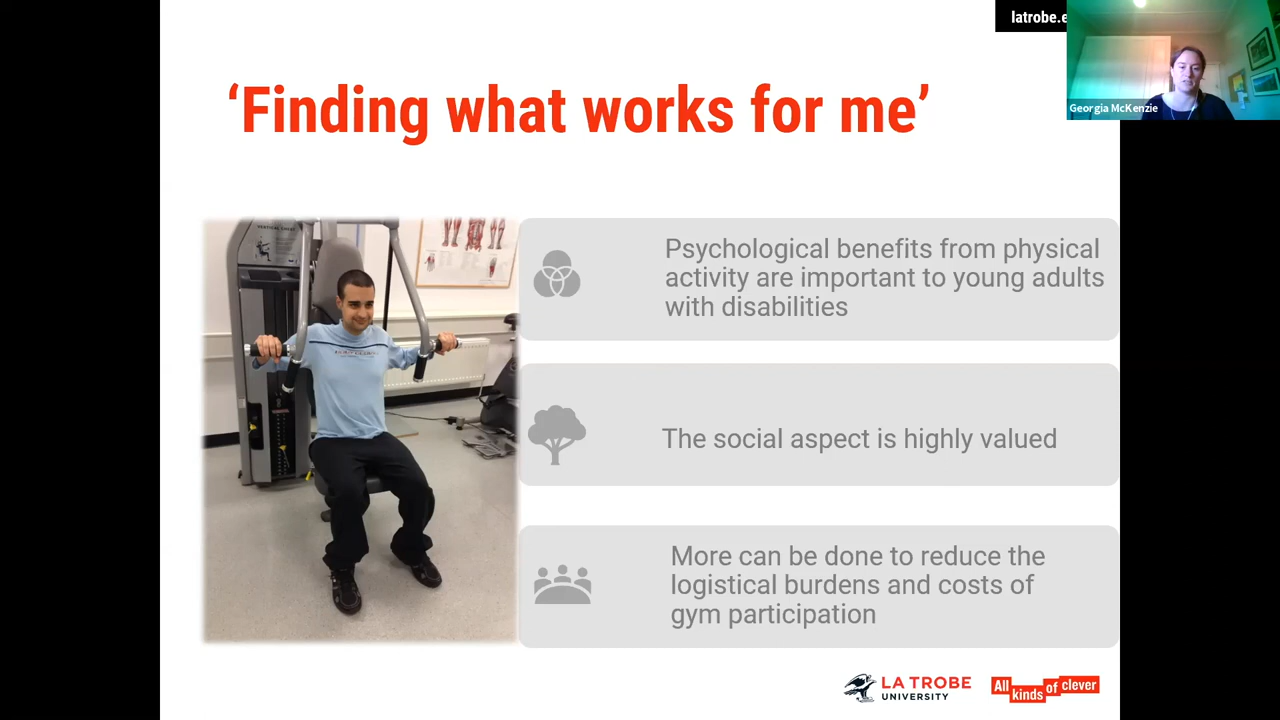 latrobe.e
Georgia McKenzie
‘Finding what works for me’
VERTICAL CHEST
Psychological benefits from physical
activity are important to young adults
with disabilities
The social aspect is highly valued
More can be done to reduce the
logistical burdens and costs of
gym participation
LA TROBE
UNIVERSITY
All kinds of clever